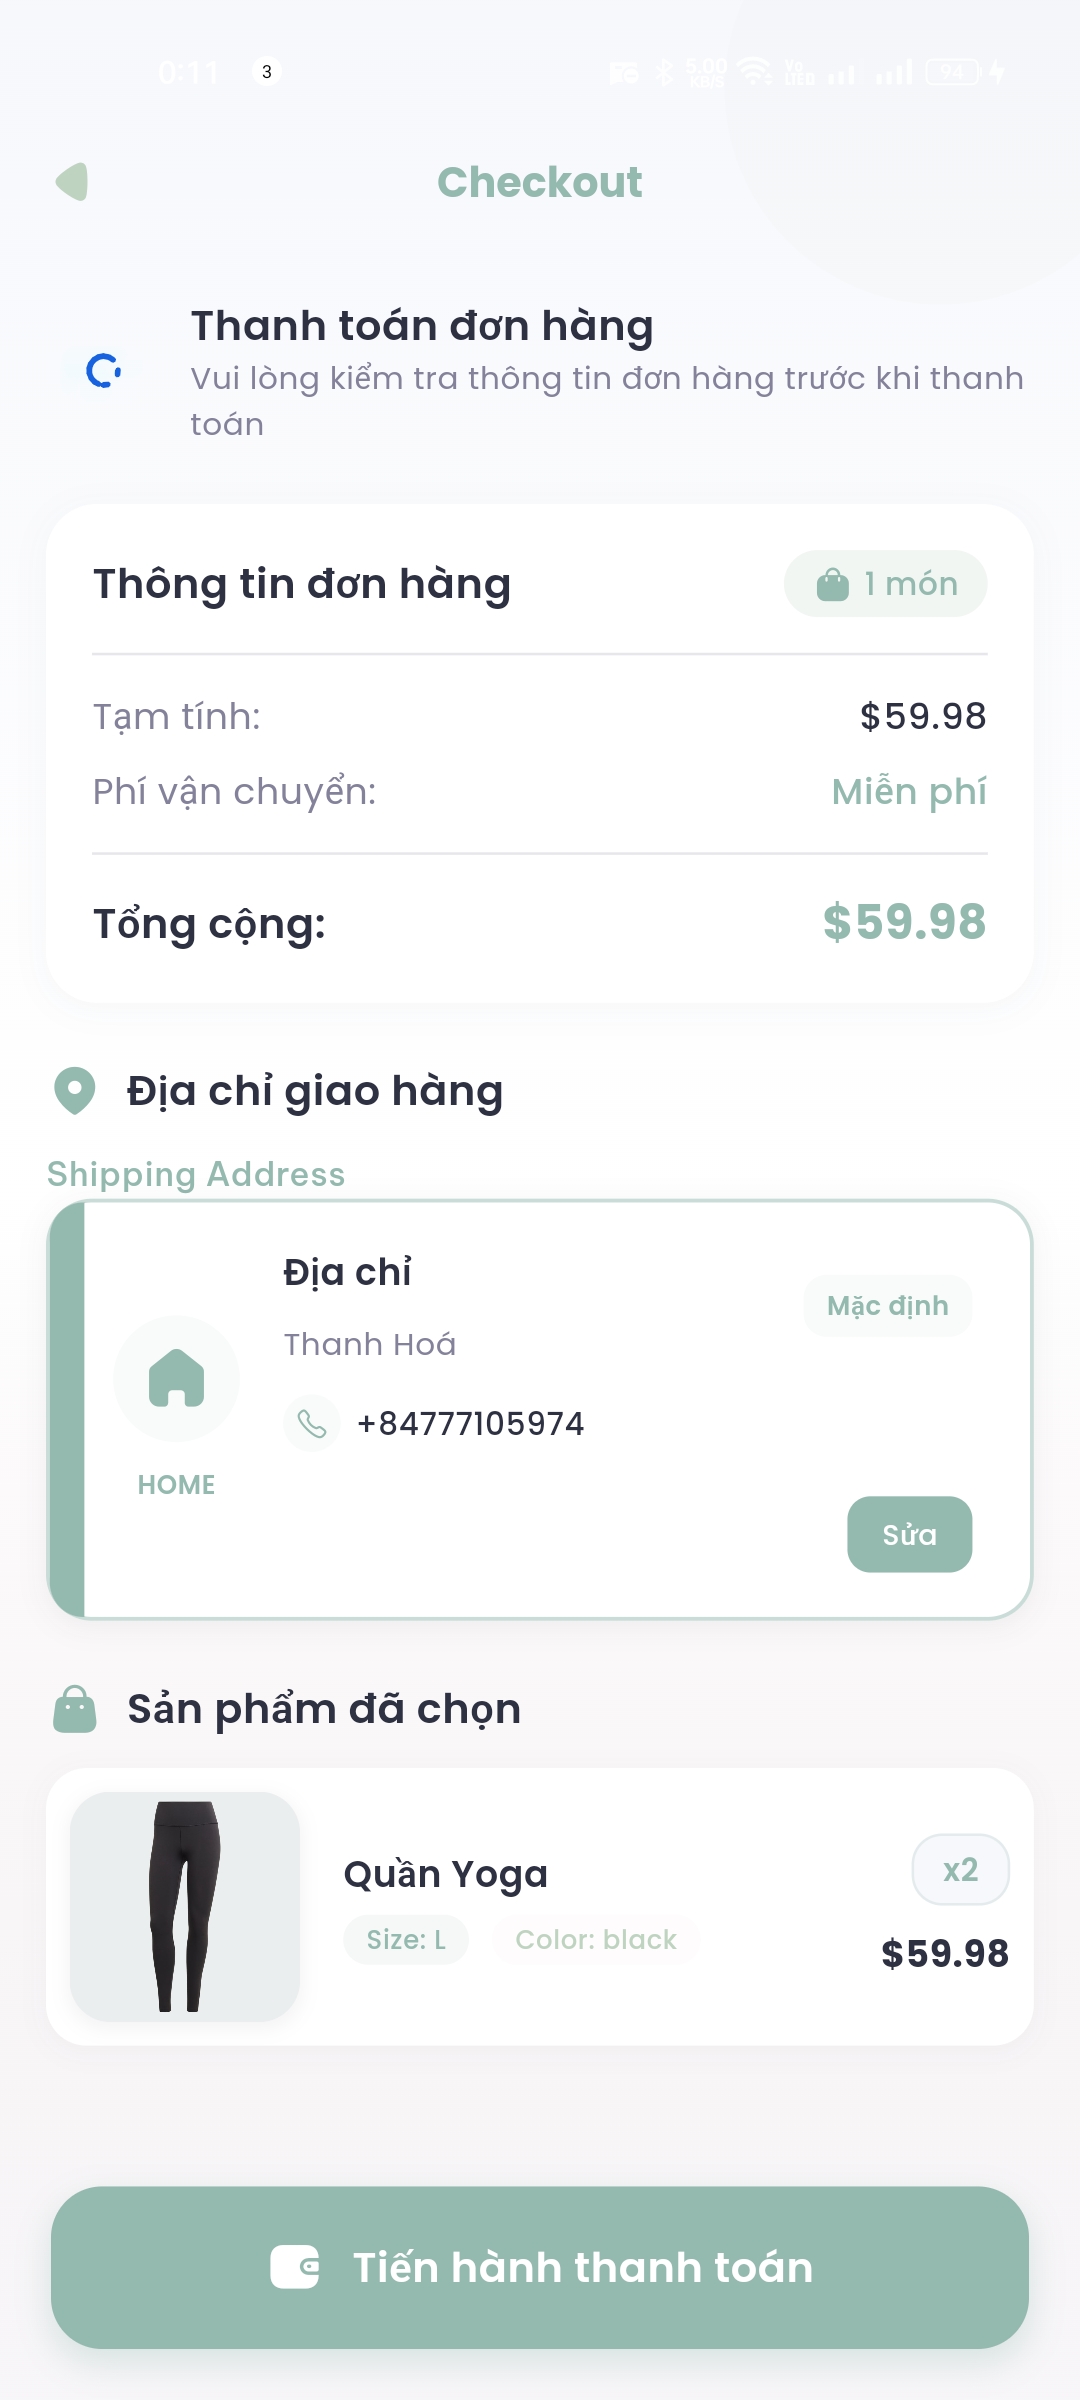 0:11 3 5.00 KB/S Vo LTE 94
Checkout
Thanh toán đơn hàng
Vui lòng kiểm tra thông tin đơn hàng trước khi thanh
toán
Thông tin đơn hàng 1 món
Tạm tính: $59.98
Phí vận chuyển: Miễn phí
Tổng cộng: $59.98
Địa chỉ giao hàng
Shipping Address
Địa chỉ
Mặc định
Thanh Hoá
+84777105974
HOME
Sửa
Sản phẩm đã chọn
Quần Yoga x2
Size: L Color: black $59.98
Tiến hành thanh toán